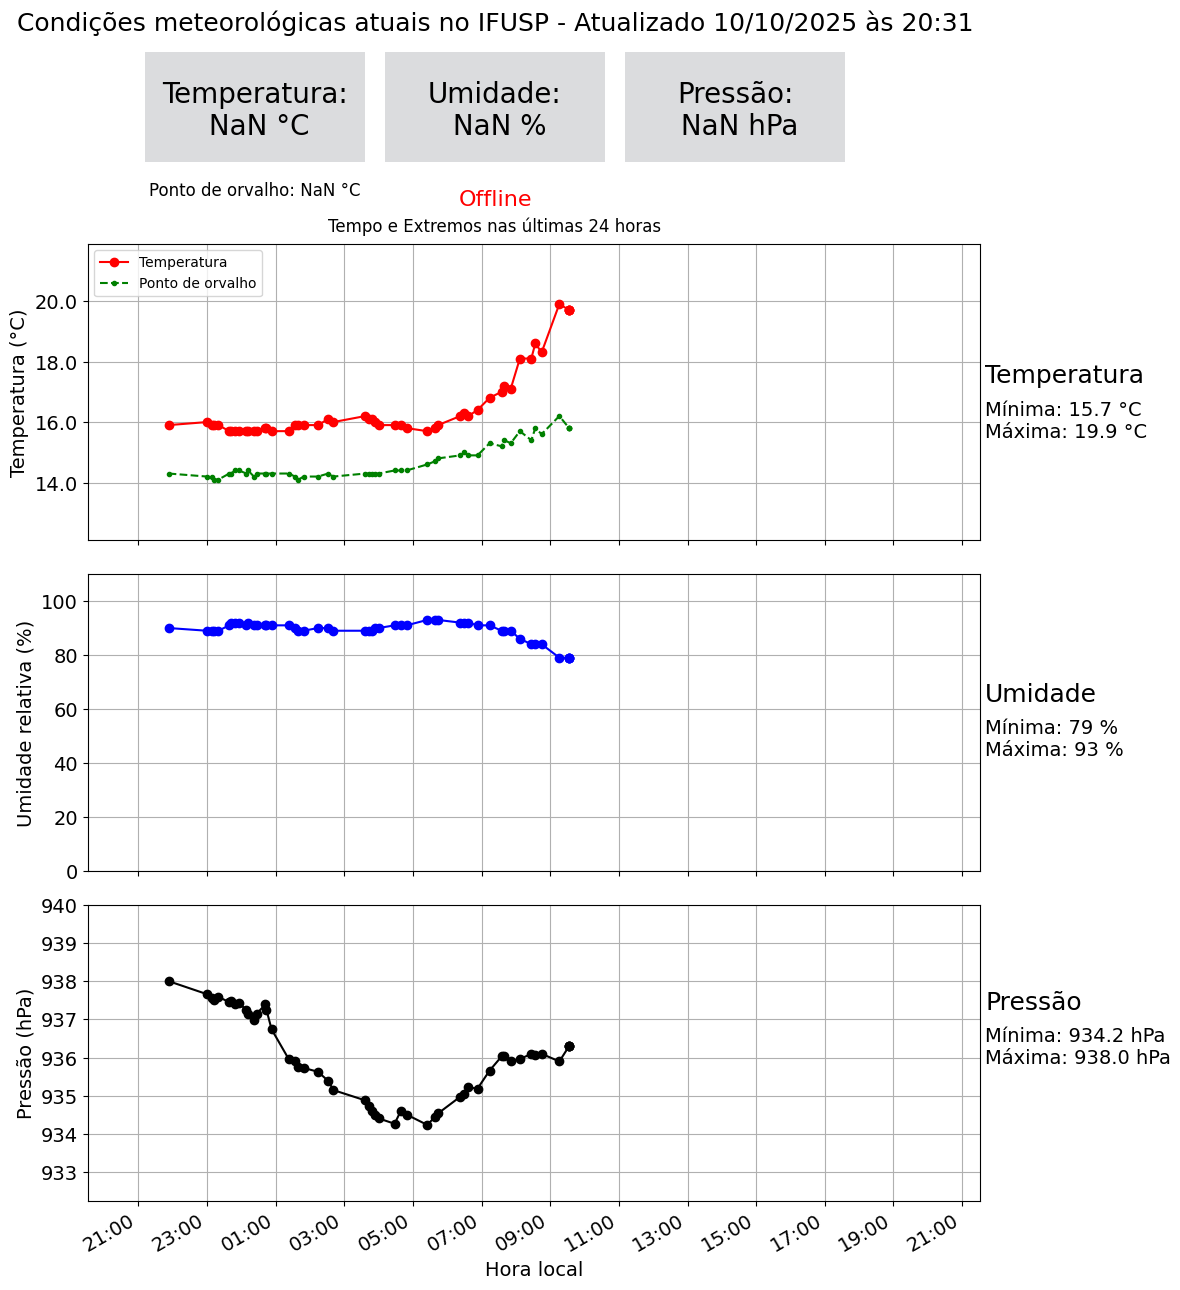 Condições meteorológicas atuais no IFUSP - Atualizado 10/10/2025 às 20:31
Temperatura:
NaN °C
Umidade:
NaN %
Pressão:
NaN hPa
Ponto de orvalho: NaN °C
Offline
Tempo e Extremos nas últimas 24 horas
Temperatura
Ponto de orvalho
Temperatura (°C)
20.0
18.0
16.0
14.0
Temperatura
Mínima: 15.7 °C
Máxima: 19.9 °C
Umidade relativa (%)
100
80
60
40
20
0
Umidade
Mínima: 79 %
Máxima: 93 %
Pressão (hPa)
940
939
938
937
936
935
934
933
Pressão
Mínima: 934.2 hPa
Máxima: 938.0 hPa
21:00
23:00
01:00
03:00
05:00
07:00
09:00
11:00
13:00
15:00
17:00
19:00
21:00
Hora local